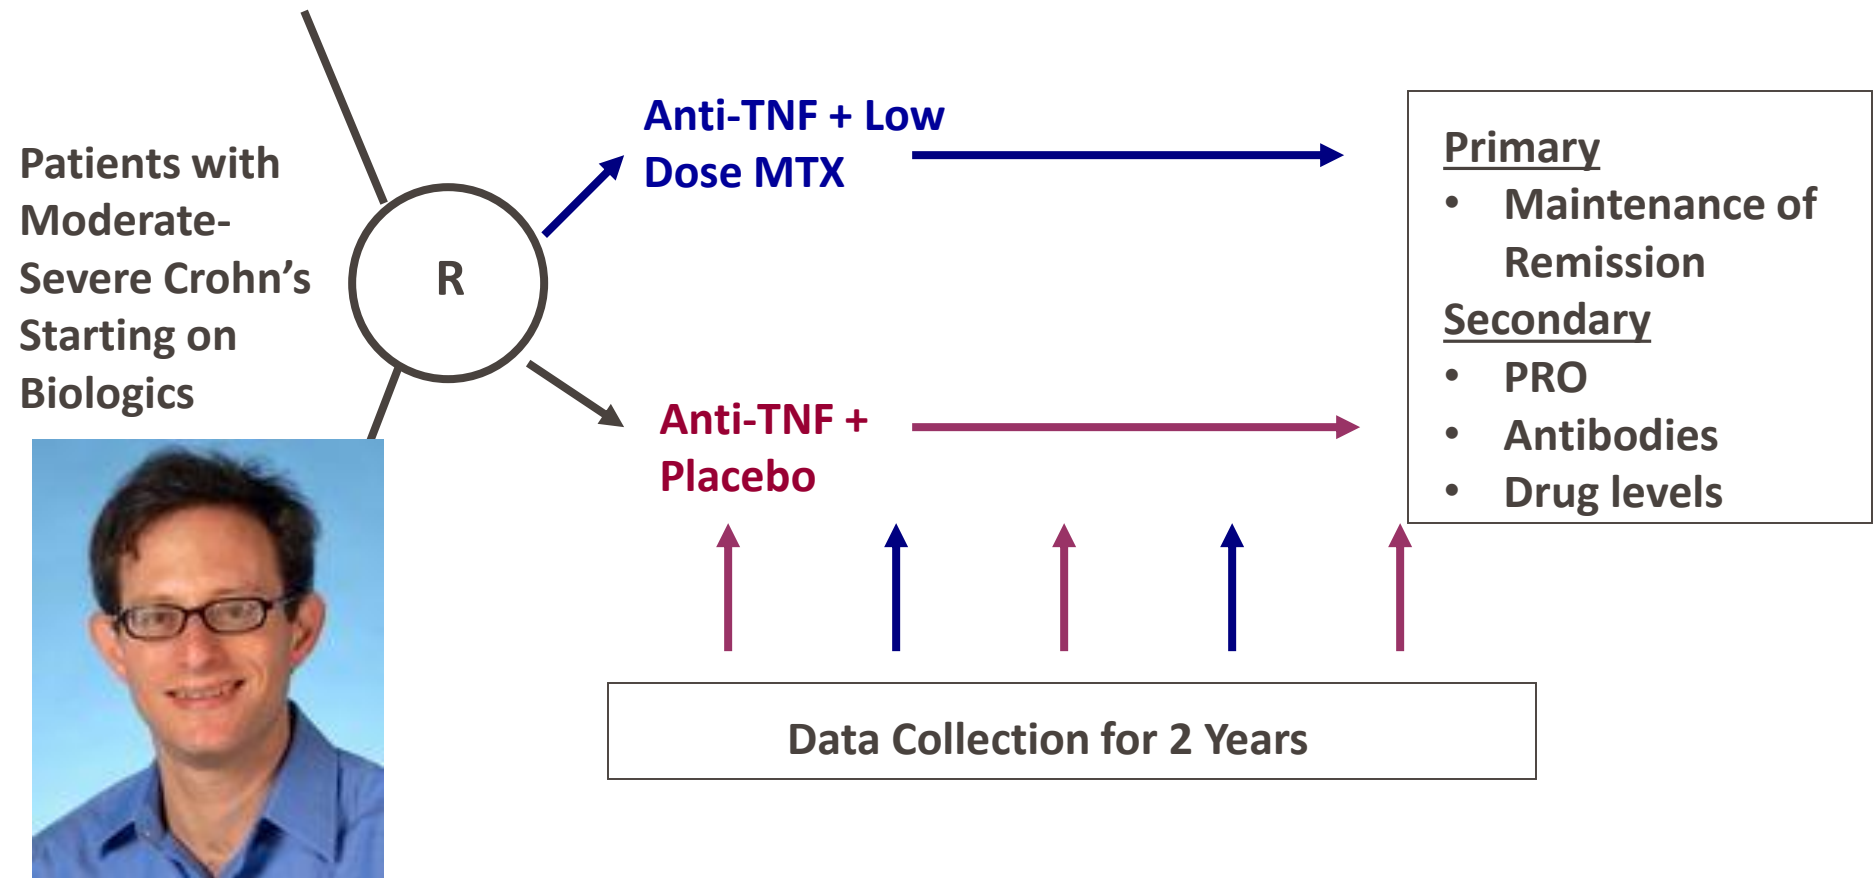 Patients with
Moderate-
Severe Crohn’s
Starting on
Biologics
R
Anti-TNF + Low
Dose MTX
Anti-TNF +
Placebo
Primary
• Maintenance of
Remission
Secondary
• PRO
• Antibodies
• Drug levels
Data Collection for 2 Years